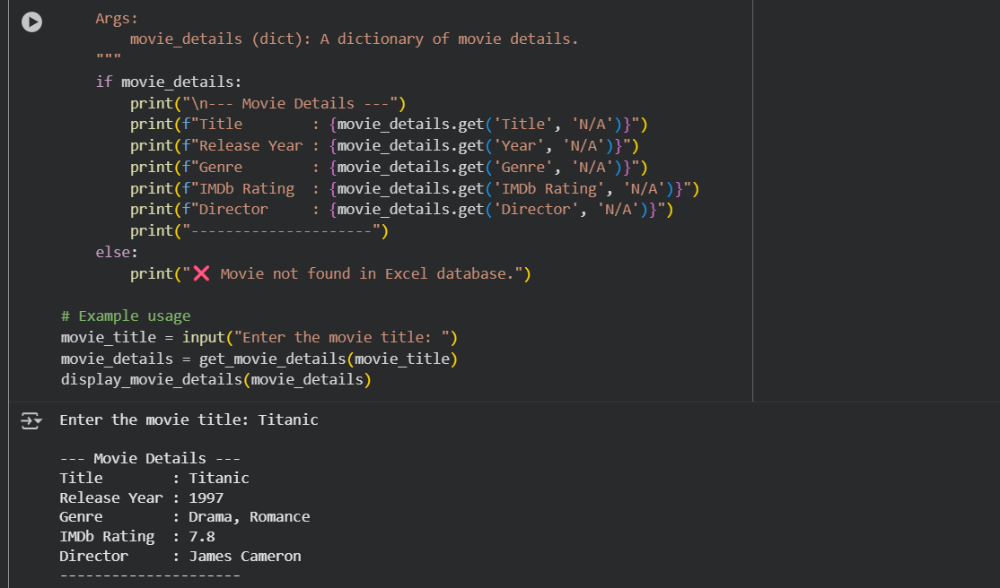 Args:
        movie_details (dict): A dictionary of movie details.
    """
    if movie_details:
        print("\n--- Movie Details ---")
        print(f"Title        : {movie_details.get('Title', 'N/A')}")
        print(f"Release Year : {movie_details.get('Year', 'N/A')}")
        print(f"Genre        : {movie_details.get('Genre', 'N/A')}")
        print(f"IMDb Rating  : {movie_details.get('IMDb Rating', 'N/A')}")
        print(f"Director     : {movie_details.get('Director', 'N/A')}")
        print("---------------------")
    else:
        print("❌ Movie not found in Excel database.")

# Example usage
movie_title = input("Enter the movie title: ")
movie_details = get_movie_details(movie_title)
display_movie_details(movie_details)
Enter the movie title: Titanic

--- Movie Details ---
Title        : Titanic
Release Year : 1997
Genre        : Drama, Romance
IMDb Rating  : 7.8
Director     : James Cameron
---------------------